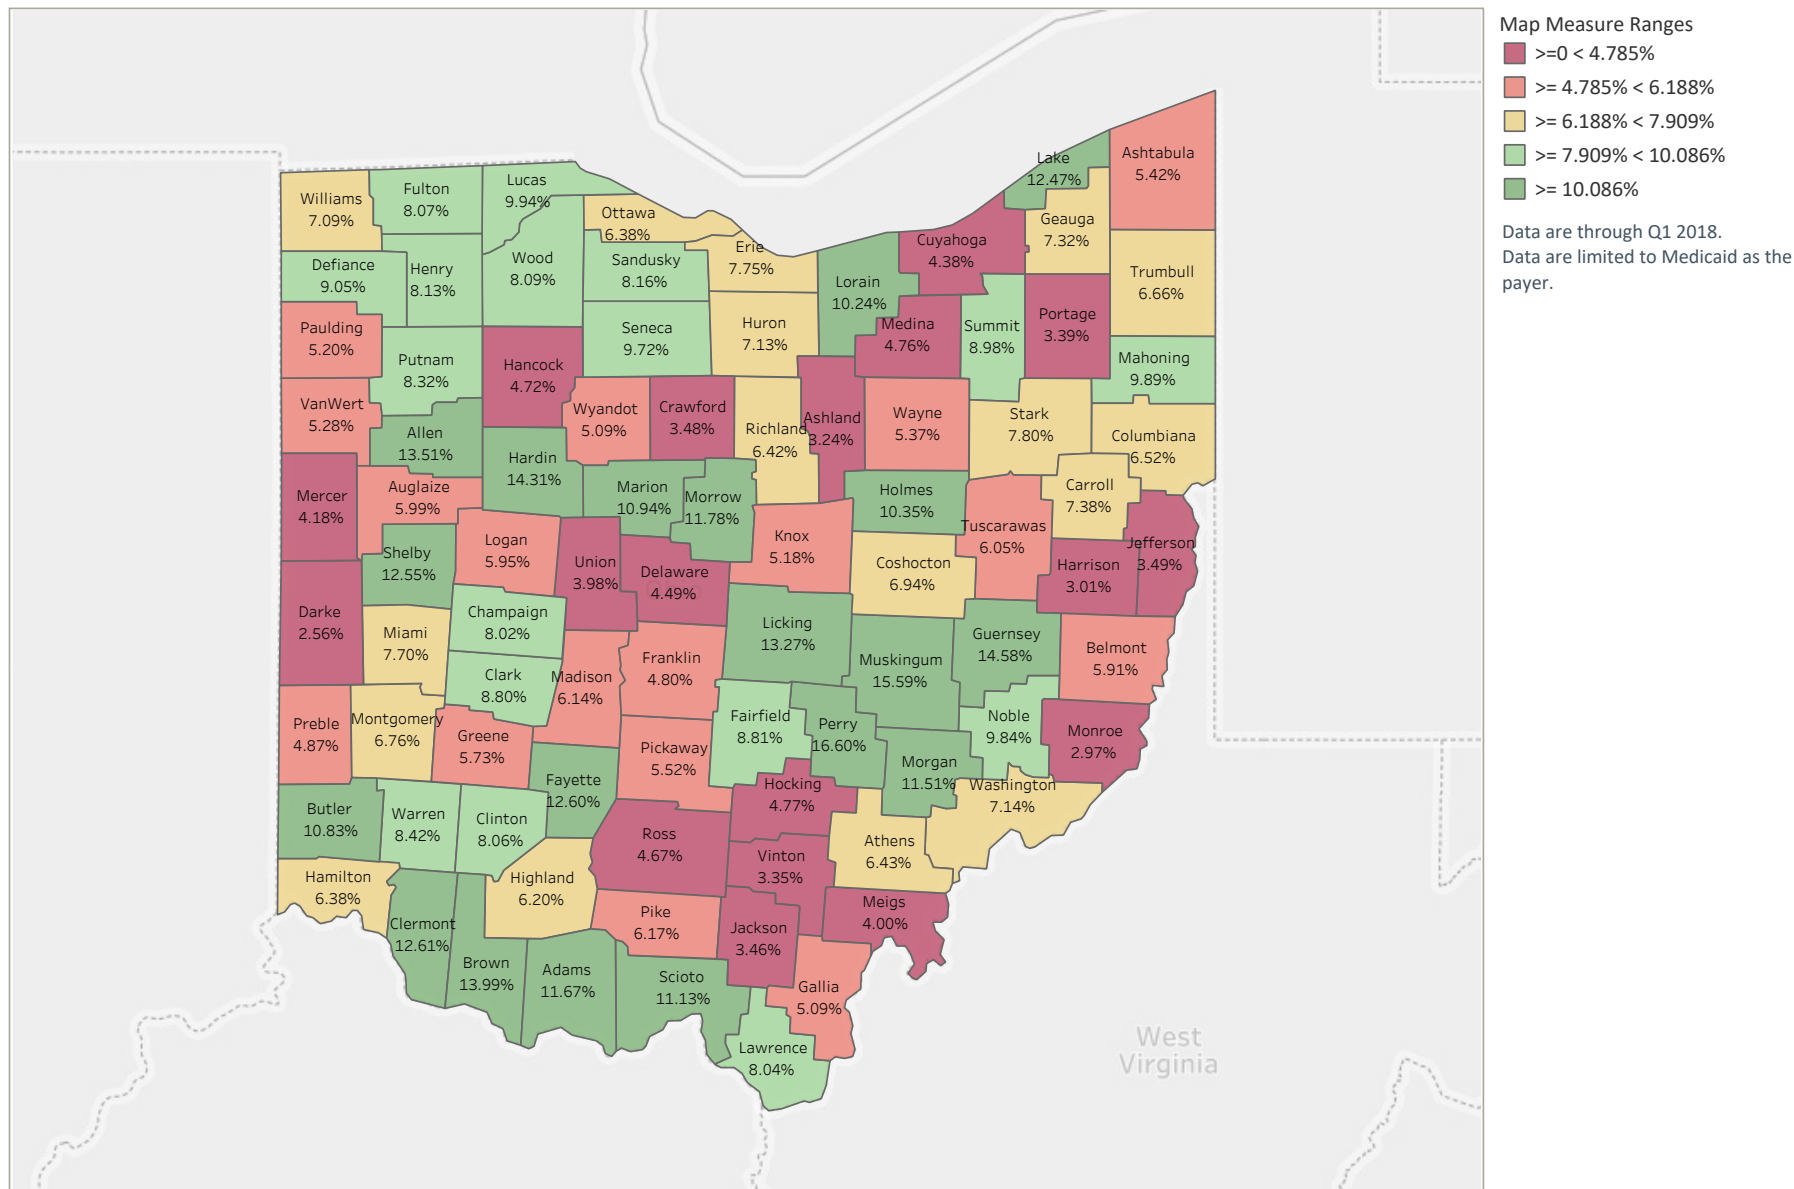 Map Measure Ranges
>=0 < 4.785%
>= 4.785% < 6.188%
>= 6.188% < 7.909%
>= 7.909% < 10.086%
>= 10.086%
Data are through Q1 2018.
Data are limited to Medicaid as the
payer.
Lake
12.47%
Ashtabula
5.42%
Williams
7.09%
Fulton
8.07%
Lucas
9.94%
Ottawa
6.38%
Geauga
7.32%
Cuyahoga
4.38%
Erie
7.75%
Defiance
9.05%
Henry
8.13%
Wood
8.09%
Sandusky
8.16%
Lorain
10.24%
Trumbull
6.66%
Paulding
5.20%
Seneca
9.72%
Huron
7.13%
Medina
4.76%
Summit
8.98%
Portage
3.39%
Mahoning
9.89%
Putnam
8.32%
Hancock
4.72%
VanWert
5.28%
Wyandot
5.09%
Crawford
3.48%
Richland
6.42%
Ashland
3.24%
Wayne
5.37%
Stark
7.80%
Columbiana
6.52%
Allen
13.51%
Hardin
14.31%
Mercer
4.18%
Auglaize
5.99%
Marion
10.94%
Morrow
11.78%
Holmes
10.35%
Carroll
7.38%
Tuscarawas
6.05%
Jefferson
3.49%
Shelby
12.55%
Logan
5.95%
Union
3.98%
Delaware
4.49%
Knox
5.18%
Coshocton
6.94%
Harrison
3.01%
Darke
2.56%
Miami
7.70%
Champaign
8.02%
Licking
13.27%
Muskingum
15.59%
Guernsey
14.58%
Belmont
5.91%
Clark
8.80%
Madison
6.14%
Franklin
4.80%
Preble
4.87%
Montgomery
6.76%
Greene
5.73%
Pickaway
5.52%
Fairfield
8.81%
Perry
16.60%
Noble
9.84%
Monroe
2.97%
Morgan
11.51%
Washington
7.14%
Fayette
12.60%
Hocking
4.77%
Butler
10.83%
Warren
8.42%
Clinton
8.06%
Ross
4.67%
Athens
6.43%
Vinton
3.35%
Hamilton
6.38%
Highland
6.20%
Pike
6.17%
Meigs
4.00%
Clermont
12.61%
Jackson
3.46%
Brown
13.99%
Adams
11.67%
Scioto
11.13%
Gallia
5.09%
Lawrence
8.04%
West
Virginia